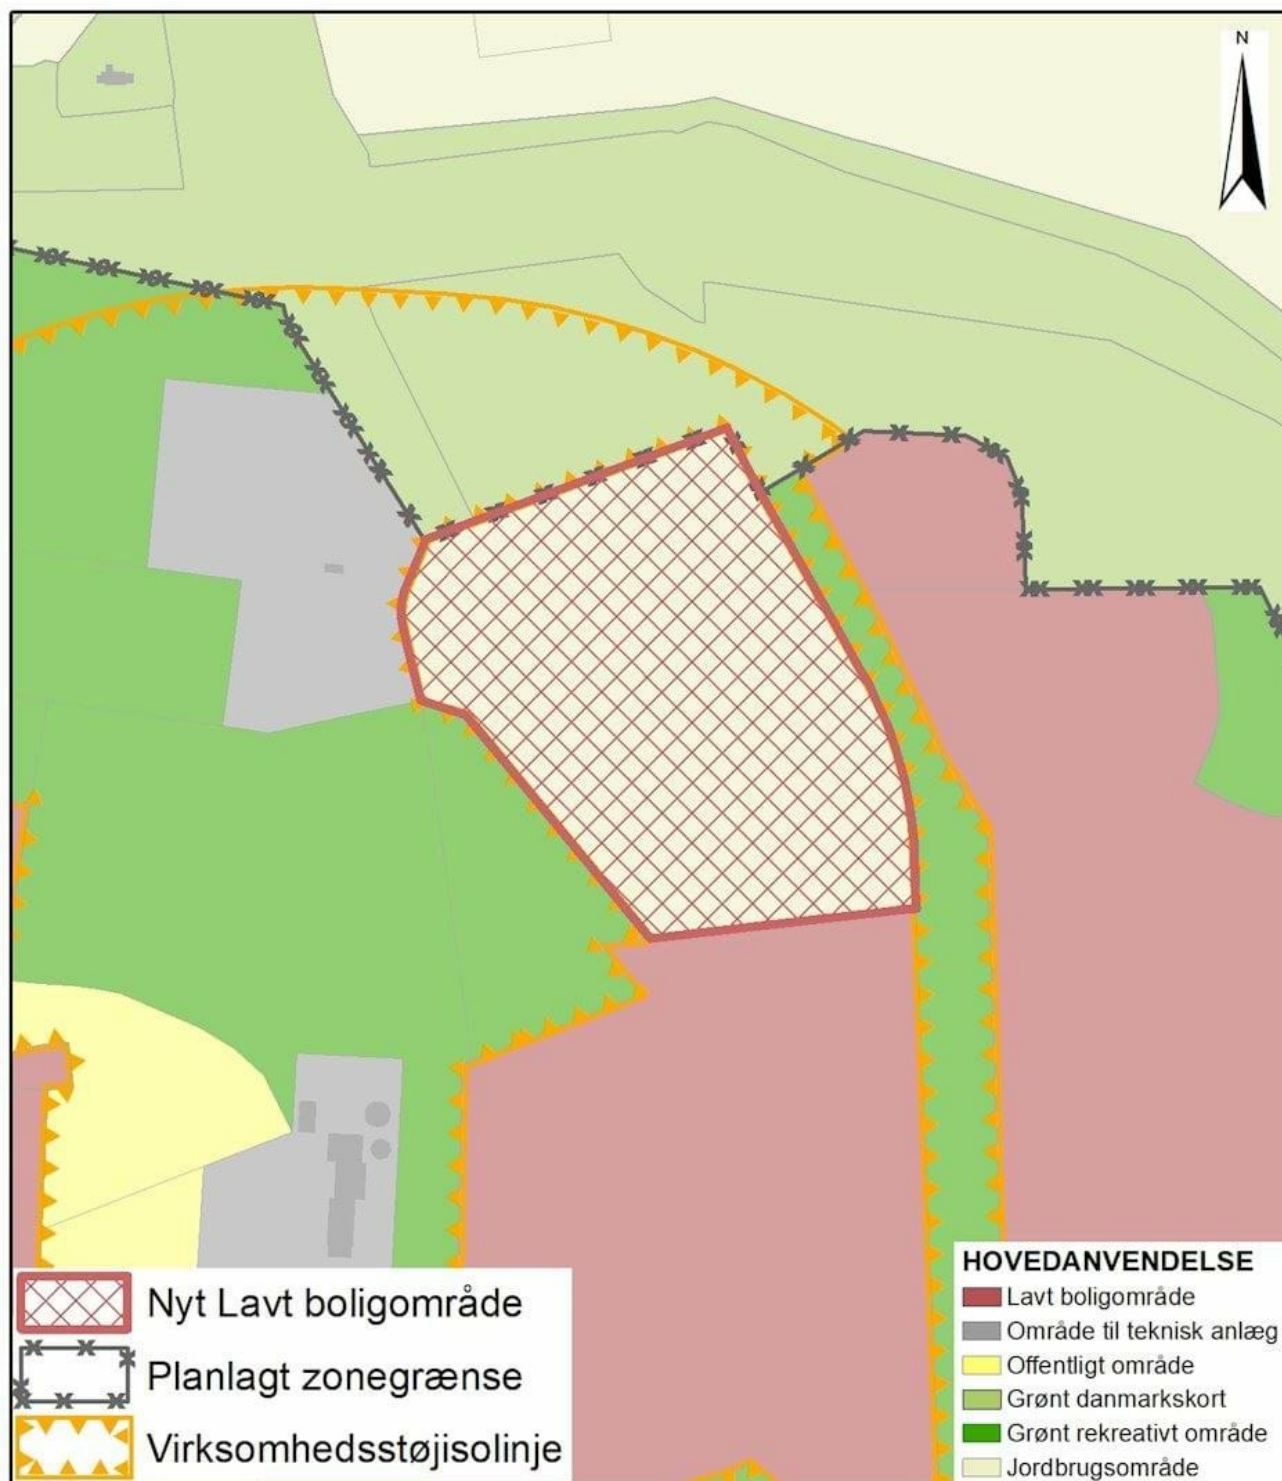 N
Nyt Lavt boligområde
Planlagt zonegrænse
Virksomhedsstøjisolinje
HOVEDANVENDELSE
Lavt boligområde
Område til teknisk anlæg
Offentligt område
Grønt danmarkskort
Grønt rekreativt område
Jordbrugsområde